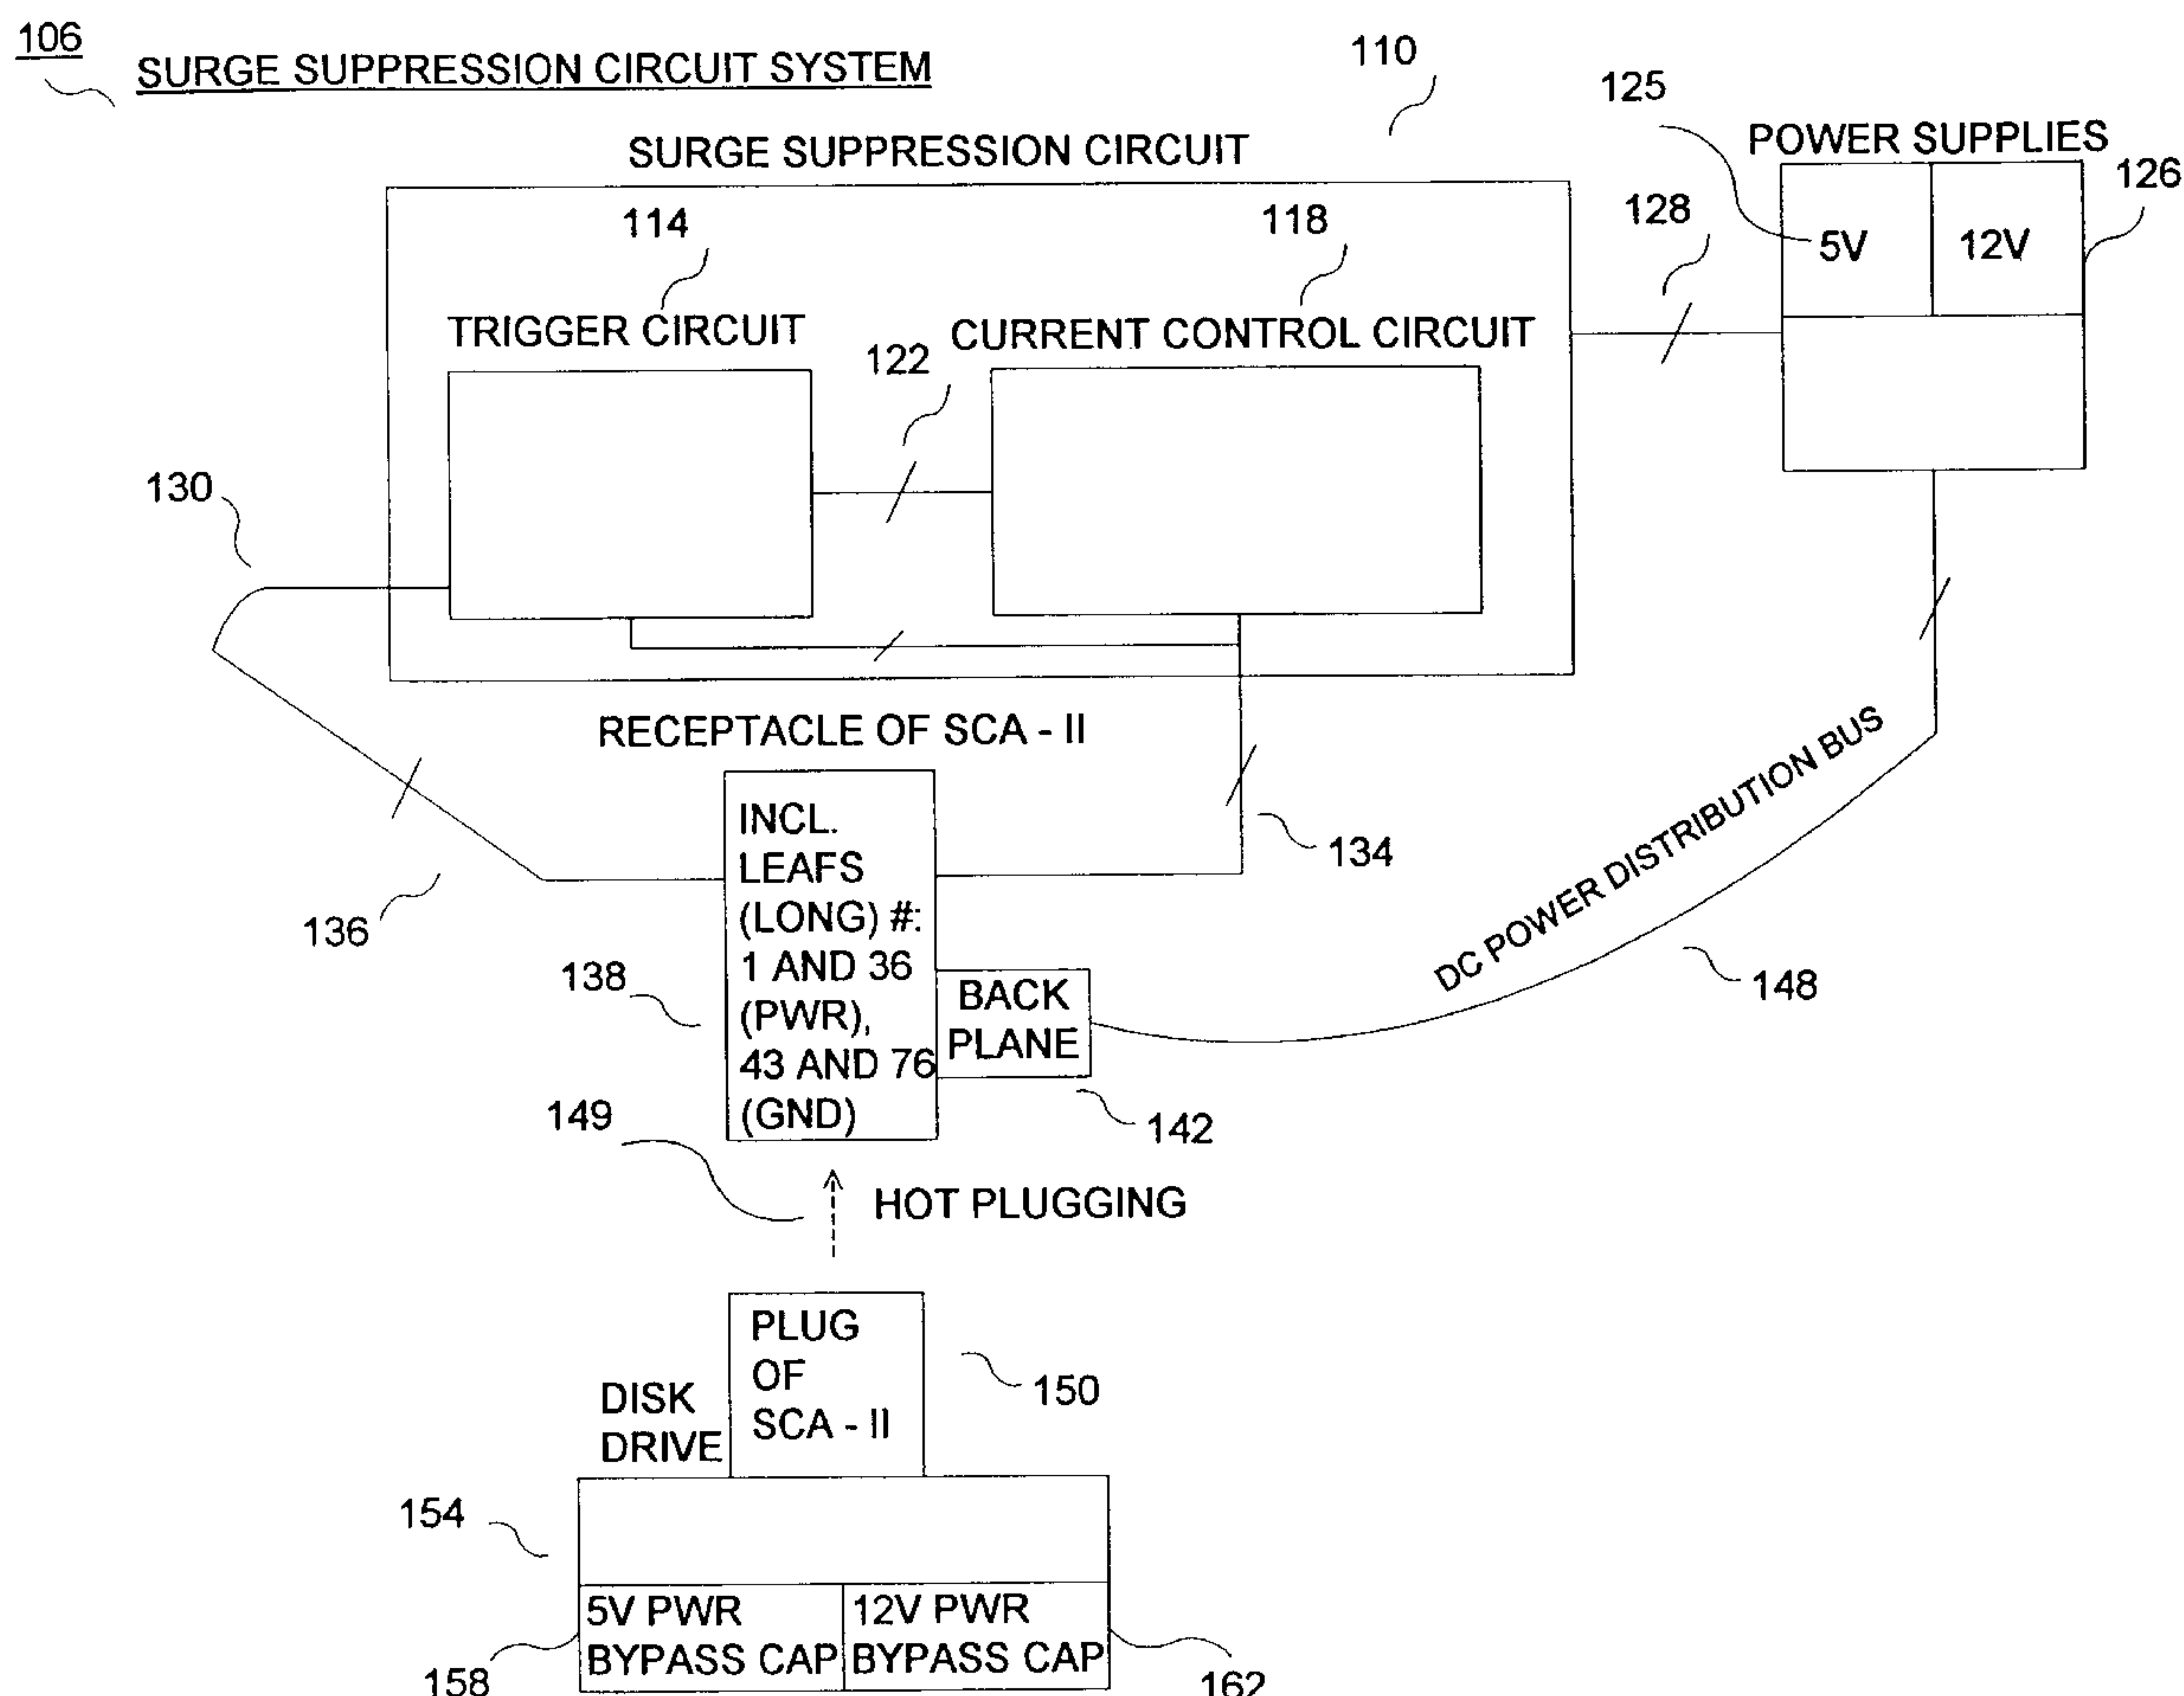 106
SURGE SUPPRESSION CIRCUIT SYSTEM
110
125
SURGE SUPPRESSION CIRCUIT
POWER SUPPLIES
126
114
118
128
5V
12V
TRIGGER CIRCUIT
122
CURRENT CONTROL CIRCUIT
130
RECEPTACLE OF SCA - II
DC POWER DISTRIBUTION BUS
134
136
148
INCL.
LEAFS
(LONG) #:
1 AND 36
(PWR),
43 AND 76
(GND)
138
BACK
PLANE
142
149
HOT PLUGGING
PLUG
OF
SCA - II
150
DISK
DRIVE
154
5V PWR
BYPASS CAP
12V PWR
BYPASS CAP
158
162